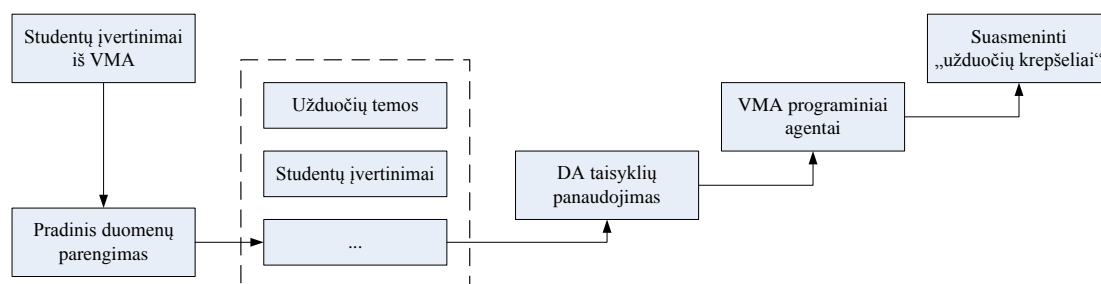 Studentų įvertinimai
iš VMA
Pradinis duomenų
parengimas
Užduočių temos
Studentų įvertinimai
...
DA taisyklių
panaudojimas
VMA programiniai
agentai
Suasmeninti
„užduočių krepšeliai“